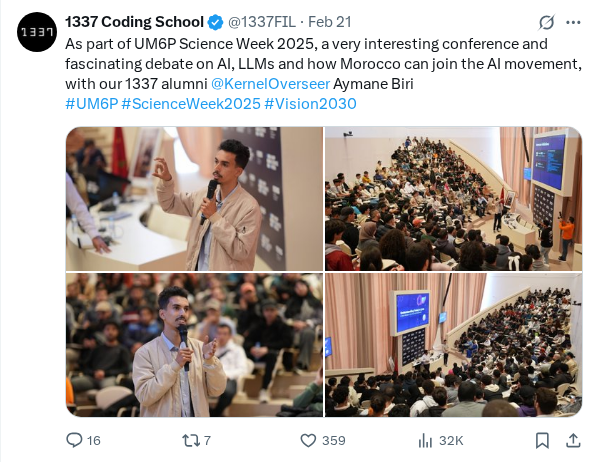 1337
1337 Coding School @1337FIL · Feb 21
As part of UM6P Science Week 2025, a very interesting conference and
fascinating debate on AI, LLMs and how Morocco can join the AI movement,
with our 1337 alumni @KernelOverseer Aymane Biri
#UM6P #ScienceWeek2025 #Vision2030
16 7 359 32K